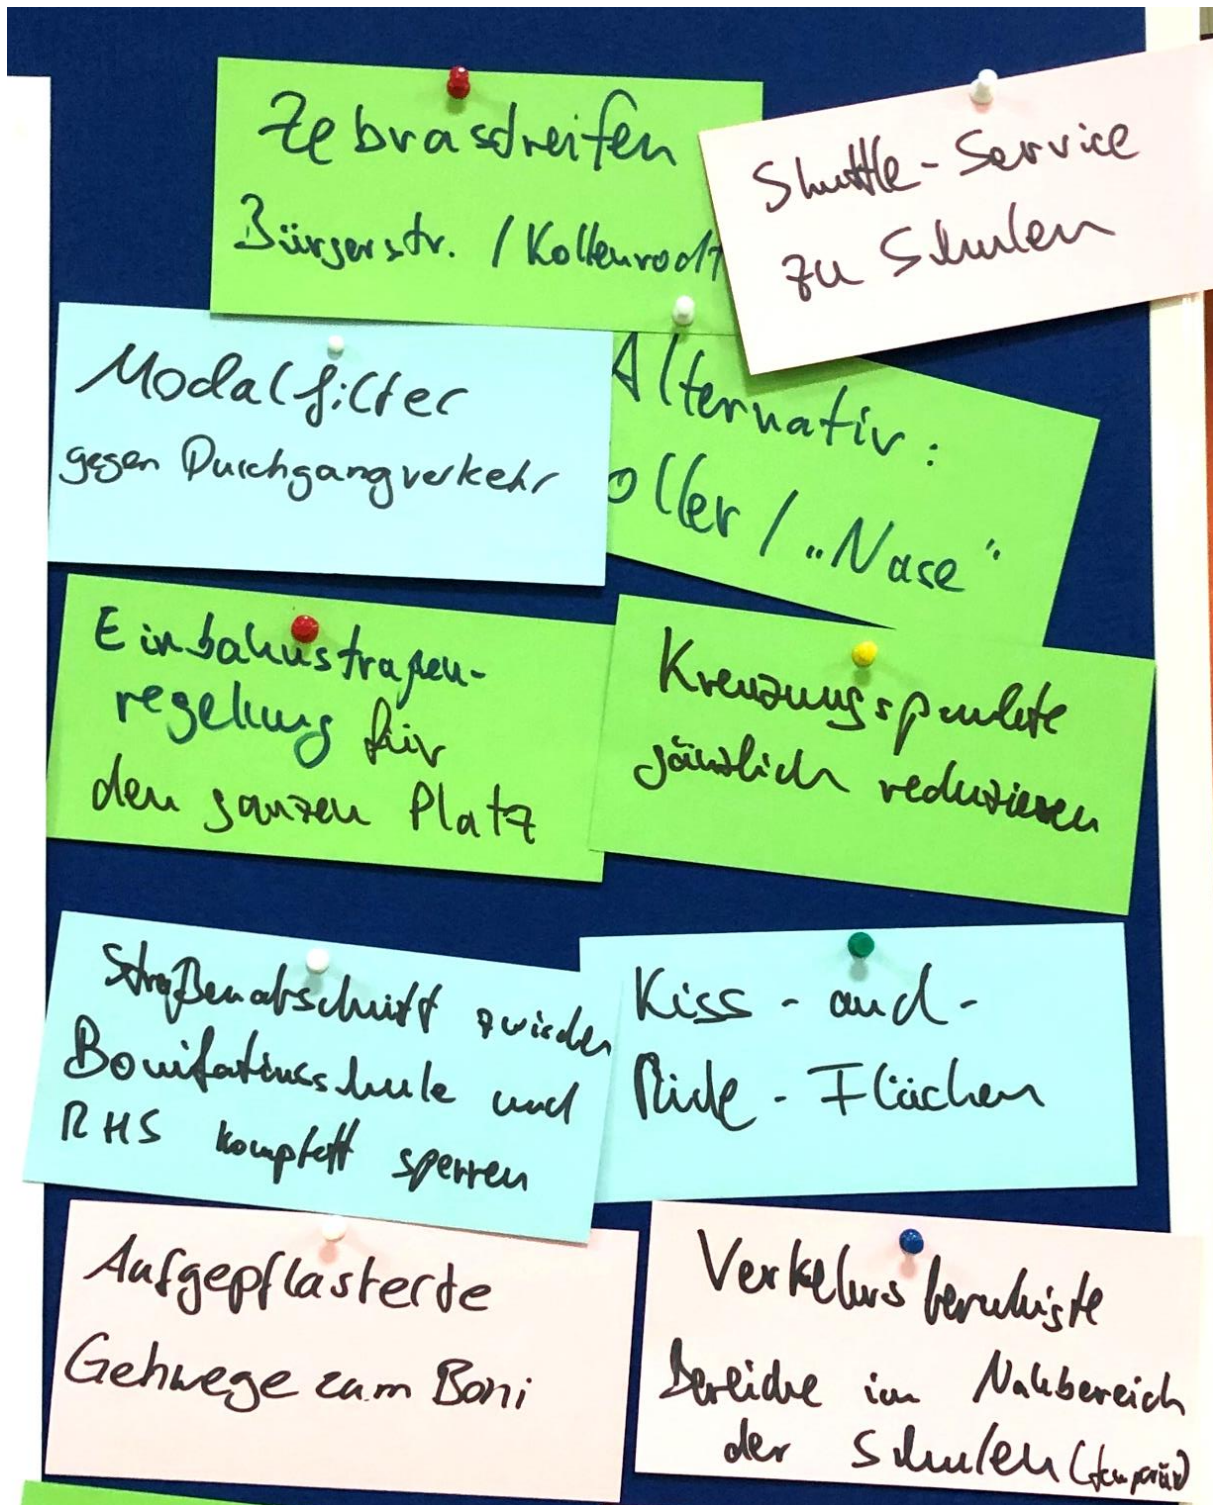 Zebrastreifen
Bürgerstr. / Kollenrodt
Shuttle-Service
zu Schulen
Modalfilter
gegen Durchgangverkehr
Alternativ:
oller / „Nase“
Einbahnstraßen-
regelung für
den ganzen Platz
Kreuzungspunkte
gänzlich reduzieren
Straßenabschnitt zwischen
Bonifatiusschule und
RHS komplett sperren
Kiss-and-
Ride-Flächen
Aufgepflasterte
Gehwege zum Boni
Verkehrsberuhigte
Bereiche im Nahbereich
der Schulen (temporär)